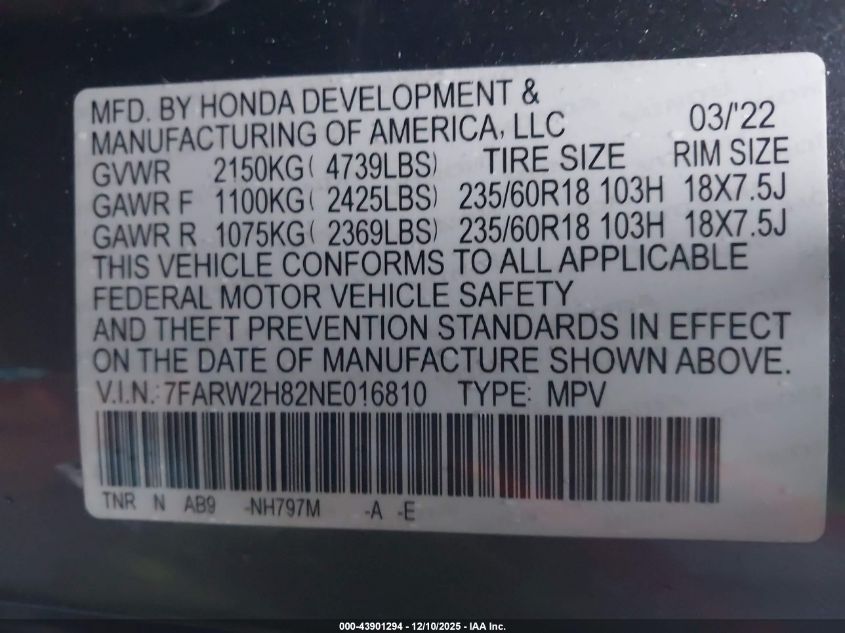 MFD. BY HONDA DEVELOPMENT &
MANUFACTURING OF AMERICA, LLC 03/'22
GVWR 2150KG( 4739LBS) TIRE SIZE RIM SIZE
GAWR F 1100KG( 2425LBS) 235/60R18 103H 18X7.5J
GAWR R 1075KG( 2369LBS) 235/60R18 103H 18X7.5J
THIS VEHICLE CONFORMS TO ALL APPLICABLE
FEDERAL MOTOR VEHICLE SAFETY
AND THEFT PREVENTION STANDARDS IN EFFECT
ON THE DATE OF MANUFACTURE SHOWN ABOVE.
V.I.N.: 7FARW2H82NE016810 TYPE: MPV
TNR N AB9 -NH797M -A -E
000-43901294 - 12/10/2025 - IAA Inc.